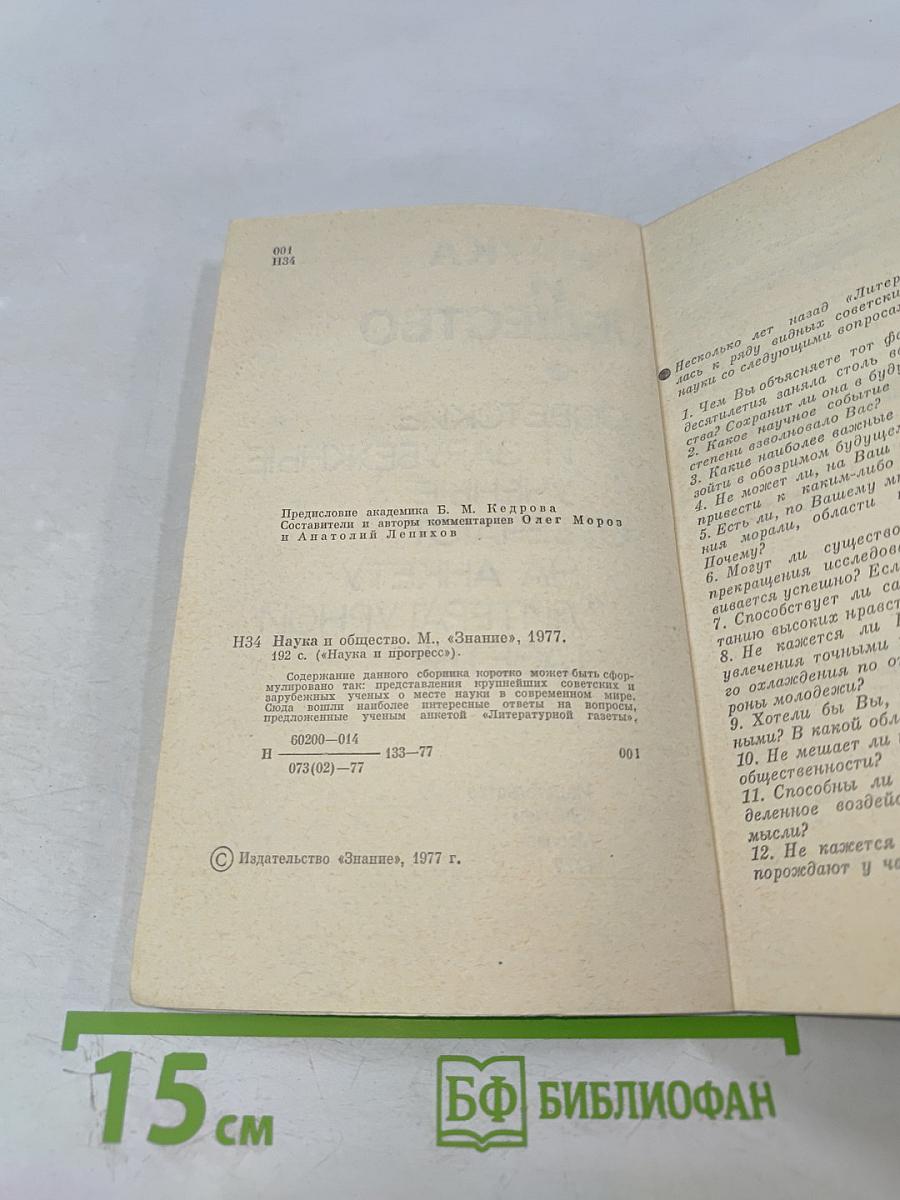 001
Н34
Предисловие академика Б. М. Кедрова
Составители и авторы комментариев Олег Мороз
и Анатолий Лепихов
Н34 Наука и общество. М., «Знание», 1977.
192 с. («Наука и прогресс»).
Содержание данного сборника коротко может быть сфор-
мулировано так: представления крупнейших советских и
зарубежных ученых о месте науки в современном мире.
Сюда вошли наиболее интересные ответы на вопросы,
предложенные ученым анкетой «Литературной газеты».
60200—014
Н ———— 133—77 001
073(02)—77
© Издательство «Знание», 1977 г.
Несколько лет назад «Литер
лась к ряду видных советски
науки со следующими вопроса
1. Чем Вы объясняете тот ф
десятилетия заняла столь в
ства? Сохранит ли она в буд
2. Какое научное событие
степени взволновало Вас?
3. Какие наиболее важные
зойти в обозримом будуще
4. Не может ли, на Ваш
привести к каким-либо
5. Есть ли, по Вашему м
ния морали, области
Почему?
6. Могут ли существо
прекращения исследов
вивается успешно? Есл
7. Способствует ли са
танию высоких нравст
8. Не кажется ли
увлечения точными
го охлаждения по о
роны молодежи?
9. Хотели бы Вы,
ными? В какой обл
10. Не мешает ли
общественности?
11. Способны ли
деленное воздей
мысли?
12. Не кажется
порождают у ча
15 см
БФ БИБЛИОФАН